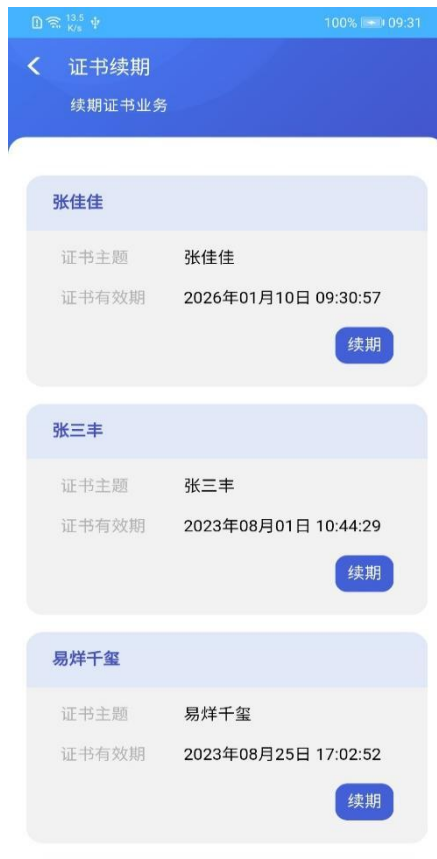 13.5 K/s 100% 09:31
证书续期
续期证书业务
张佳佳
证书主题 张佳佳
证书有效期 2026年01月10日 09:30:57
续期
张三丰
证书主题 张三丰
证书有效期 2023年08月01日 10:44:29
续期
易烊千玺
证书主题 易烊千玺
证书有效期 2023年08月25日 17:02:52
续期